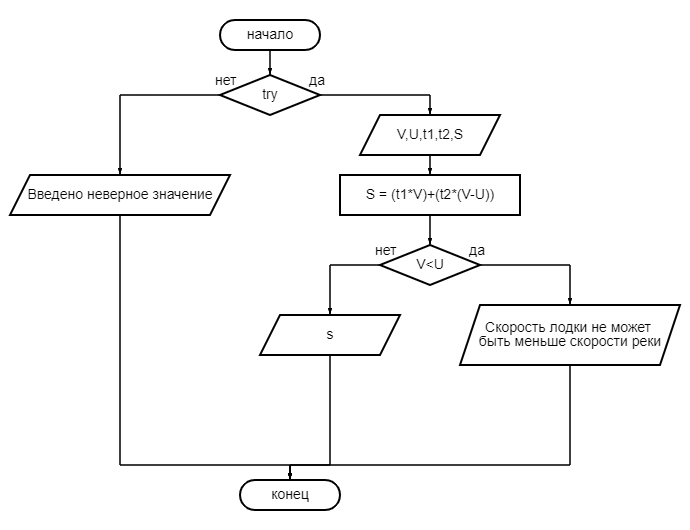 начало
нет
да
try
V,U,t1,t2,S
Введено неверное значение
S = (t1*V)+(t2*(V-U))
нет
да
V<U
s
Скорость лодки не может
быть меньше скорости реки
конец